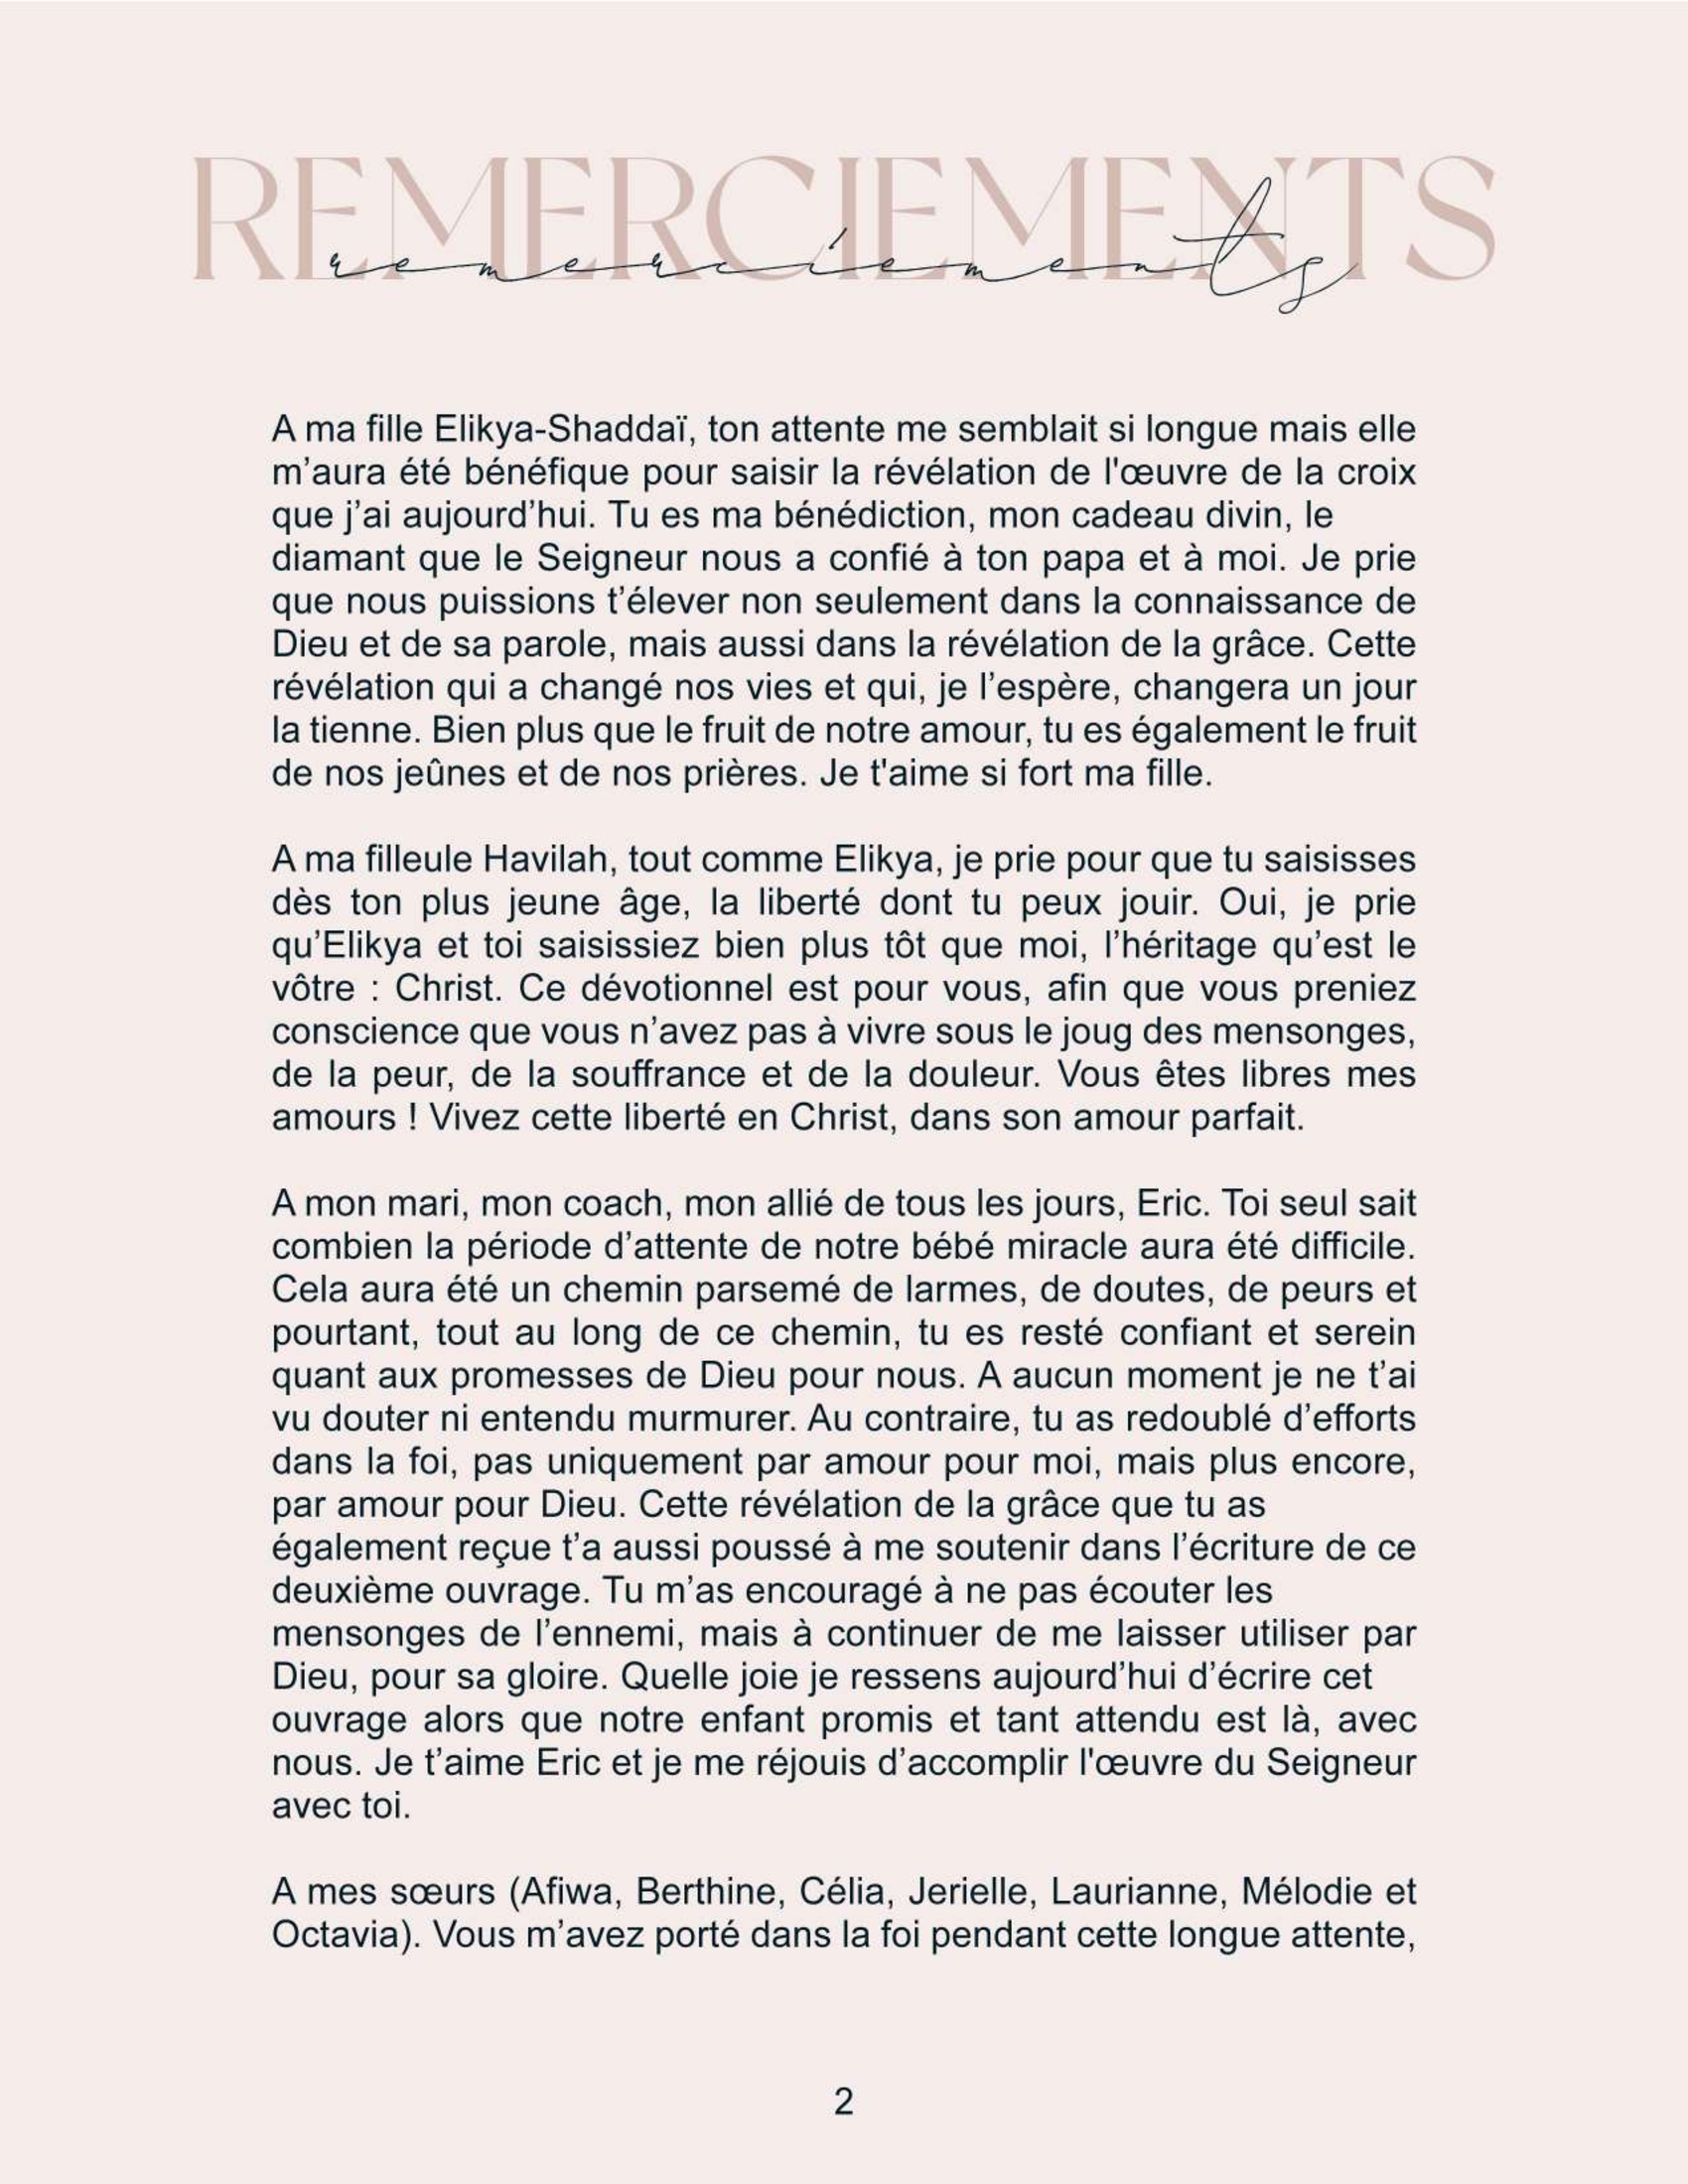 REMERCIEMENTS
remerciements
A ma fille Elikya-Shaddaï, ton attente me semblait si longue mais elle
m’aura été bénéfique pour saisir la révélation de l'œuvre de la croix
que j’ai aujourd’hui. Tu es ma bénédiction, mon cadeau divin, le
diamant que le Seigneur nous a confié à ton papa et à moi. Je prie
que nous puissions t’élever non seulement dans la connaissance de
Dieu et de sa parole, mais aussi dans la révélation de la grâce. Cette
révélation qui a changé nos vies et qui, je l’espère, changera un jour
la tienne. Bien plus que le fruit de notre amour, tu es également le fruit
de nos jeûnes et de nos prières. Je t'aime si fort ma fille.
A ma filleule Havilah, tout comme Elikya, je prie pour que tu saisisses
dès ton plus jeune âge, la liberté dont tu peux jouir. Oui, je prie
qu’Elikya et toi saisissiez bien plus tôt que moi, l’héritage qu’est le
vôtre : Christ. Ce dévotionnel est pour vous, afin que vous preniez
conscience que vous n’avez pas à vivre sous le joug des mensonges,
de la peur, de la souffrance et de la douleur. Vous êtes libres mes
amours ! Vivez cette liberté en Christ, dans son amour parfait.
A mon mari, mon coach, mon allié de tous les jours, Eric. Toi seul sait
combien la période d’attente de notre bébé miracle aura été difficile.
Cela aura été un chemin parsemé de larmes, de doutes, de peurs et
pourtant, tout au long de ce chemin, tu es resté confiant et serein
quant aux promesses de Dieu pour nous. A aucun moment je ne t’ai
vu douter ni entendu murmurer. Au contraire, tu as redoublé d’efforts
dans la foi, pas uniquement par amour pour moi, mais plus encore,
par amour pour Dieu. Cette révélation de la grâce que tu as
également reçue t’a aussi poussé à me soutenir dans l’écriture de ce
deuxième ouvrage. Tu m’as encouragé à ne pas écouter les
mensonges de l’ennemi, mais à continuer de me laisser utiliser par
Dieu, pour sa gloire. Quelle joie je ressens aujourd’hui d’écrire cet
ouvrage alors que notre enfant promis et tant attendu est là, avec
nous. Je t’aime Eric et je me réjouis d’accomplir l'œuvre du Seigneur
avec toi.
A mes sœurs (Afiwa, Berthine, Célia, Jerielle, Laurianne, Mélodie et
Octavia). Vous m’avez porté dans la foi pendant cette longue attente,
2